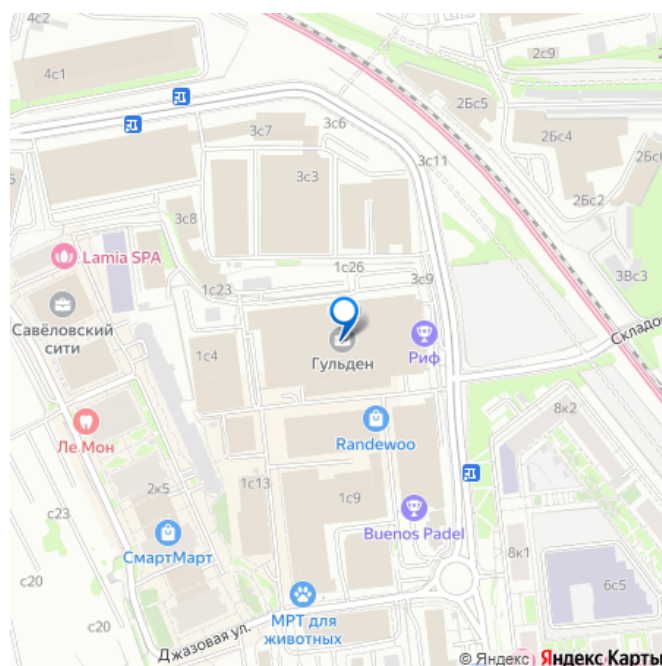 4с2
4с1
2с9
2Бс5
2Бс4
2Бс6
2Бс2
3с7
3с6
3с11
3с3
3с8
Lamia SPA
1с26
3с9
3Вс3
1с23
Савёловский
сити
1с4
Гульден
Риф
Складо
8к2
Ле Мон
Randewoo
2к5
1с13
1с9
с23
СмартМарт
Buenos Padel
8к1
с20
6с5
с20
МРТ для
животных
Джазовая ул.
© Яндекс Яндекс Карты